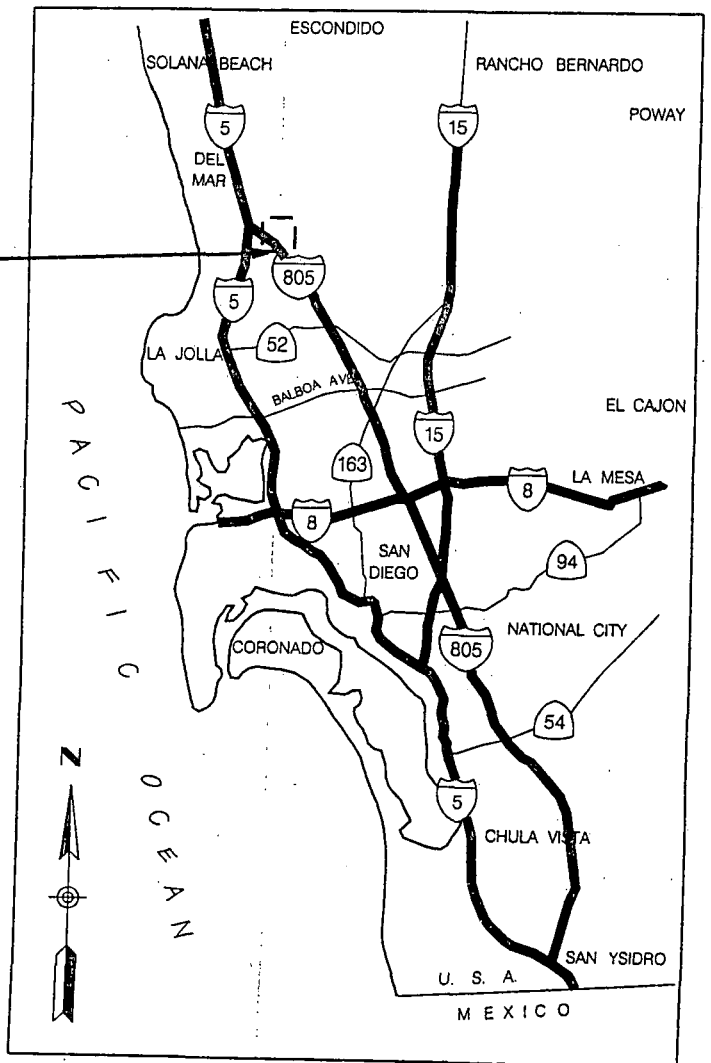 ESCONDIDO
SOLANA BEACH
RANCHO BERNARDO
5
15
POWAY
DEL
MAR
805
5
52
LA JOLLA
BALBOA AVE
EL CAJON
15
163
LA MESA
8
8
SAN
DIEGO
94
NATIONAL CITY
CORONADO
805
54
PACIFIC
OCEAN
N
5
CHULA VISTA
SAN YSIDRO
U. S. A.
MEXICO